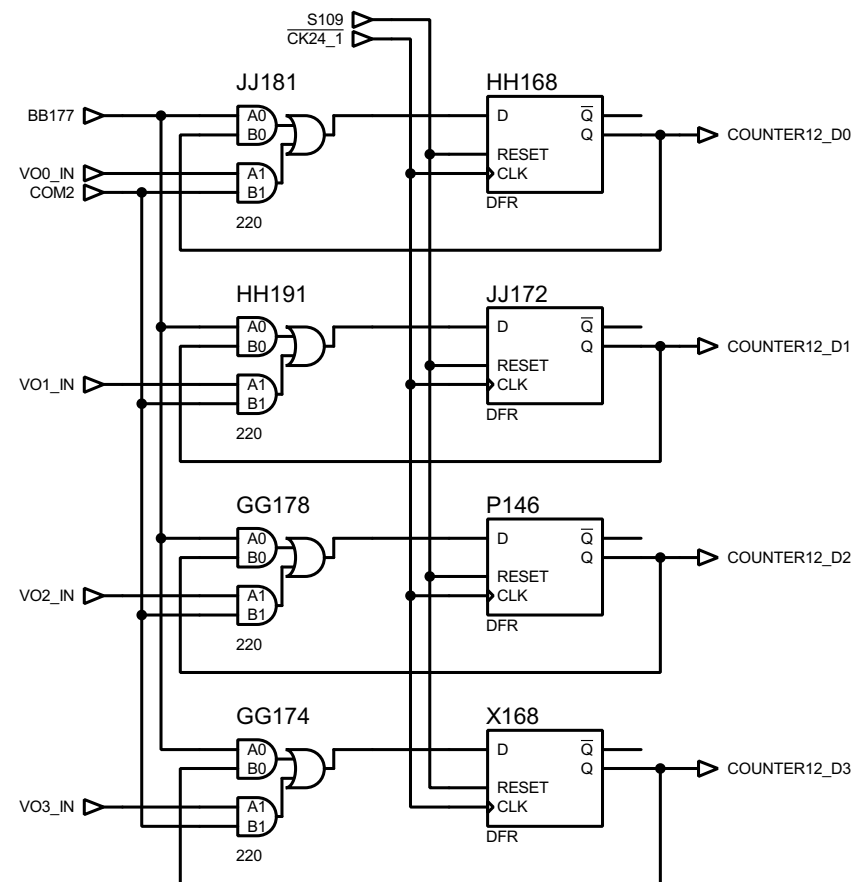 S109
CK24_1
JJ181
HH168
BB177
A0
B0
D
Q
Q
COUNTER12_D0
VO0_IN
COM2
A1
B1
RESET
CLK
220
DFR
HH191
JJ172
A0
B0
D
Q
Q
COUNTER12_D1
VO1_IN
A1
B1
RESET
CLK
220
DFR
GG178
P146
A0
B0
D
Q
Q
COUNTER12_D2
VO2_IN
A1
B1
RESET
CLK
220
DFR
GG174
X168
A0
B0
D
Q
Q
COUNTER12_D3
VO3_IN
A1
B1
RESET
CLK
220
DFR